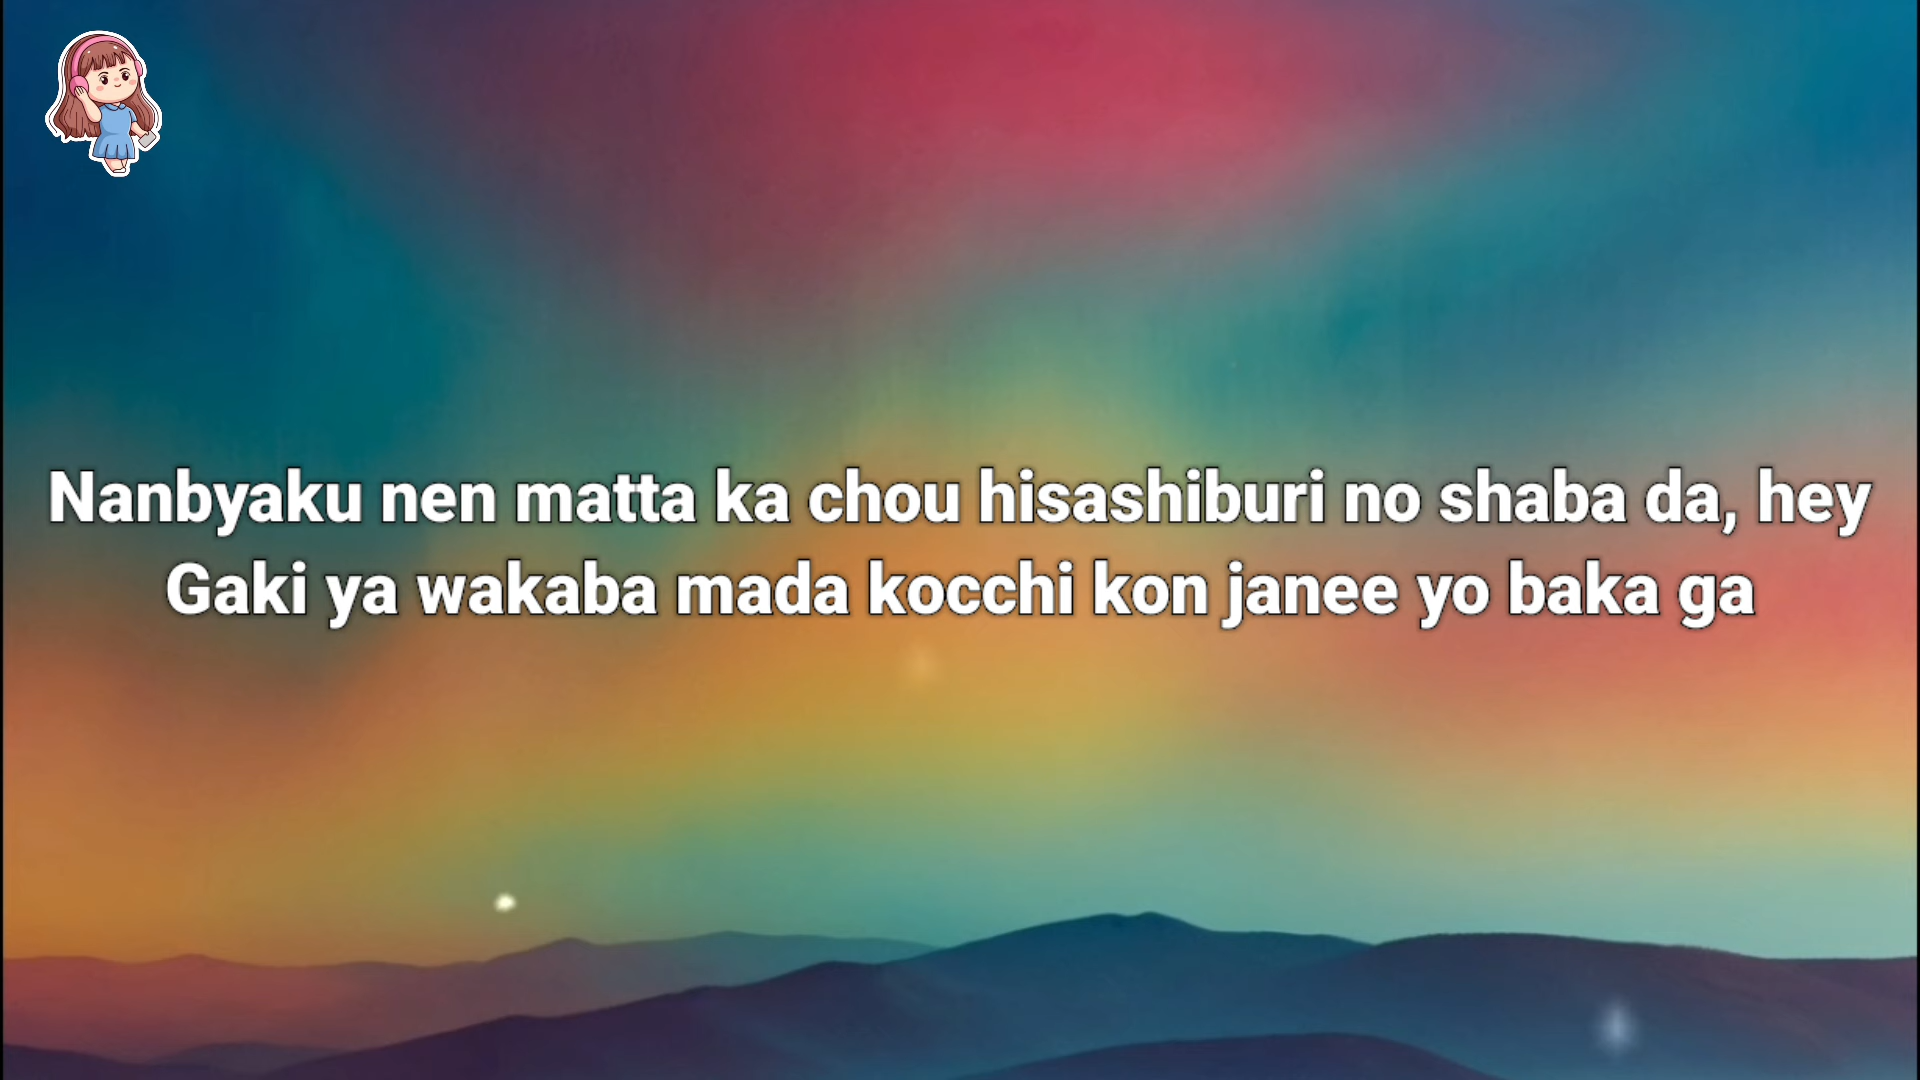 Nanbyaku nen matta ka chou hisashiburi no shaba da, hey
Gaki ya wakaba mada kocchi kon janee yo baka ga